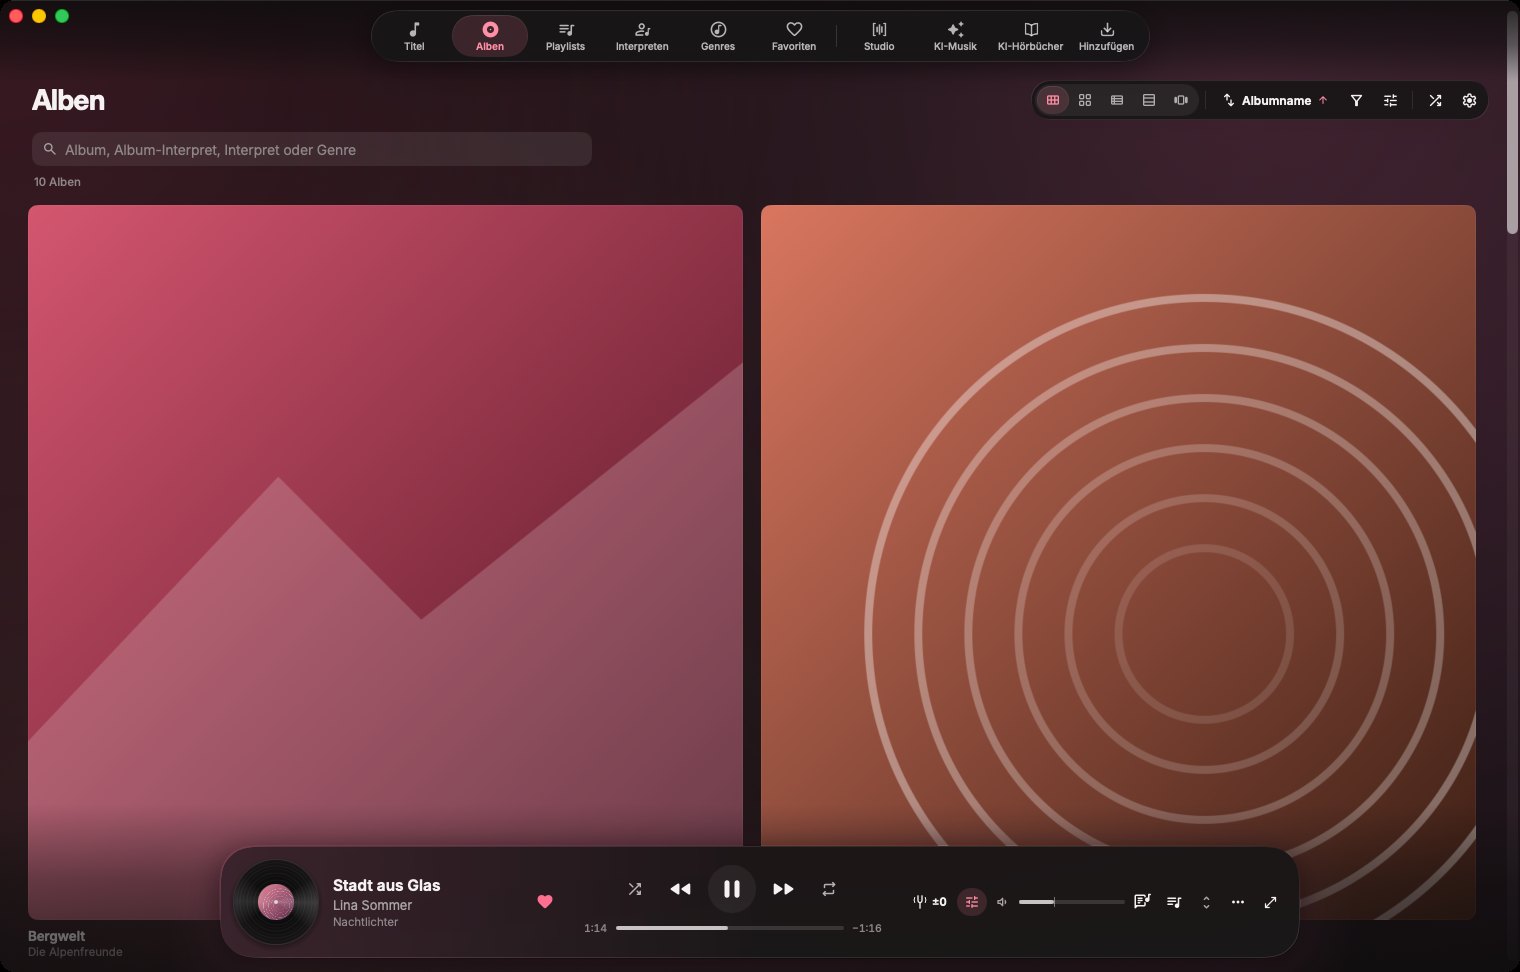 Titel
Alben
Playlists
Interpreten
Genres
Favoriten
Studio
KI-Musik
KI-Hörbücher
Hinzufügen
Alben
Albumname
Album, Album-Interpret, Interpret oder Genre
10 Alben
Stadt aus Glas
Lina Sommer
Nachtlichter
1:14
−1:16
±0
Bergwelt
Die Alpenfreunde